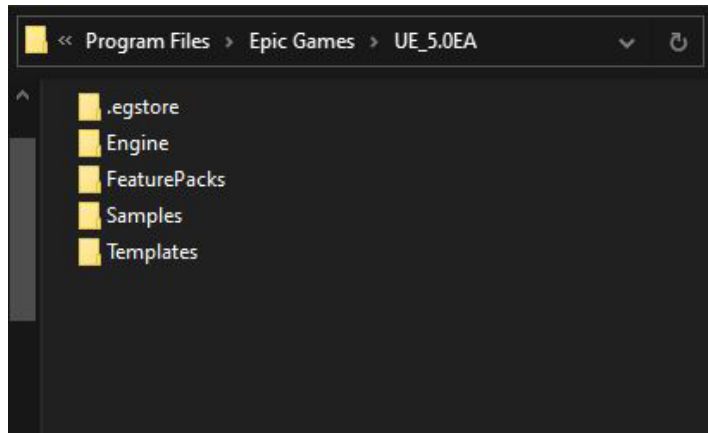 « Program Files > Epic Games > UE_5.0EA
.egstore
Engine
FeaturePacks
Samples
Templates